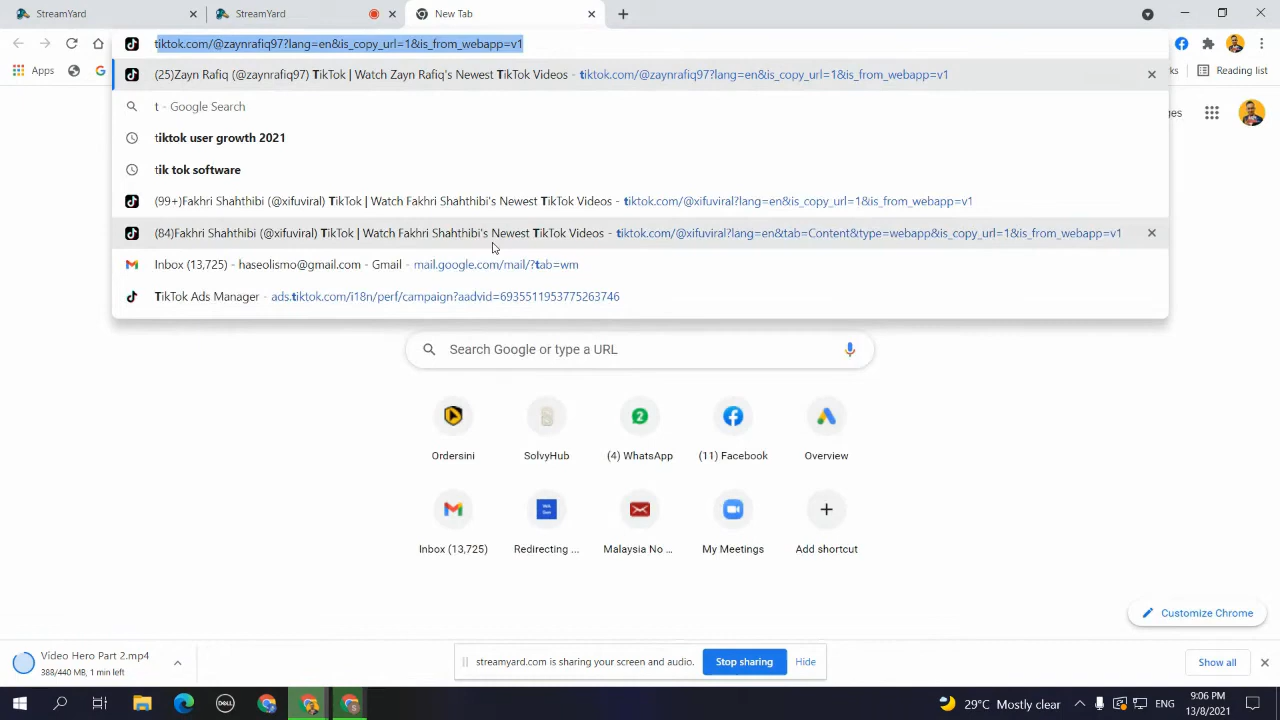 StreamYard
StreamYard
New Tab
tiktok.com/@zaynrafiq97?lang=en&is_copy_url=1&is_from_webapp=v1
Apps
ks
Reading list
(25)Zayn Rafiq (@zaynrafiq97) TikTok | Watch Zayn Rafiq's Newest TikTok Videos - tiktok.com/@zaynrafiq97?lang=en&is_copy_url=1&is_from_webapp=v1
t - Google Search
es
tiktok user growth 2021
tik tok software
(99+)Fakhri Shahthibi (@xifuviral) TikTok | Watch Fakhri Shahthibi's Newest TikTok Videos - tiktok.com/@xifuviral?lang=en&is_copy_url=1&is_from_webapp=v1
(84)Fakhri Shahthibi (@xifuviral) TikTok | Watch Fakhri Shahthibi's Newest TikTok Videos - tiktok.com/@xifuviral?lang=en&tab=Content&type=webapp&is_copy_url=1&is_from_webapp=v1
Inbox (13,725) - haseolismo@gmail.com - Gmail - mail.google.com/mail/?tab=wm
TikTok Ads Manager - ads.tiktok.com/i18n/perf/campaign?aadvid=6935511953775263746
Search Google or type a URL
Ordersini
SolvyHub
(4) WhatsApp
(11) Facebook
Overview
Inbox (13,725)
Redirecting ...
Malaysia No ...
My Meetings
Add shortcut
Customize Chrome
Video Hero Part 2.mp4
388/440 MB, 1 min left
streamyard.com is sharing your screen and audio.
Stop sharing
Hide
Show all
29°C Mostly clear
ENG
9:06 PM
13/8/2021